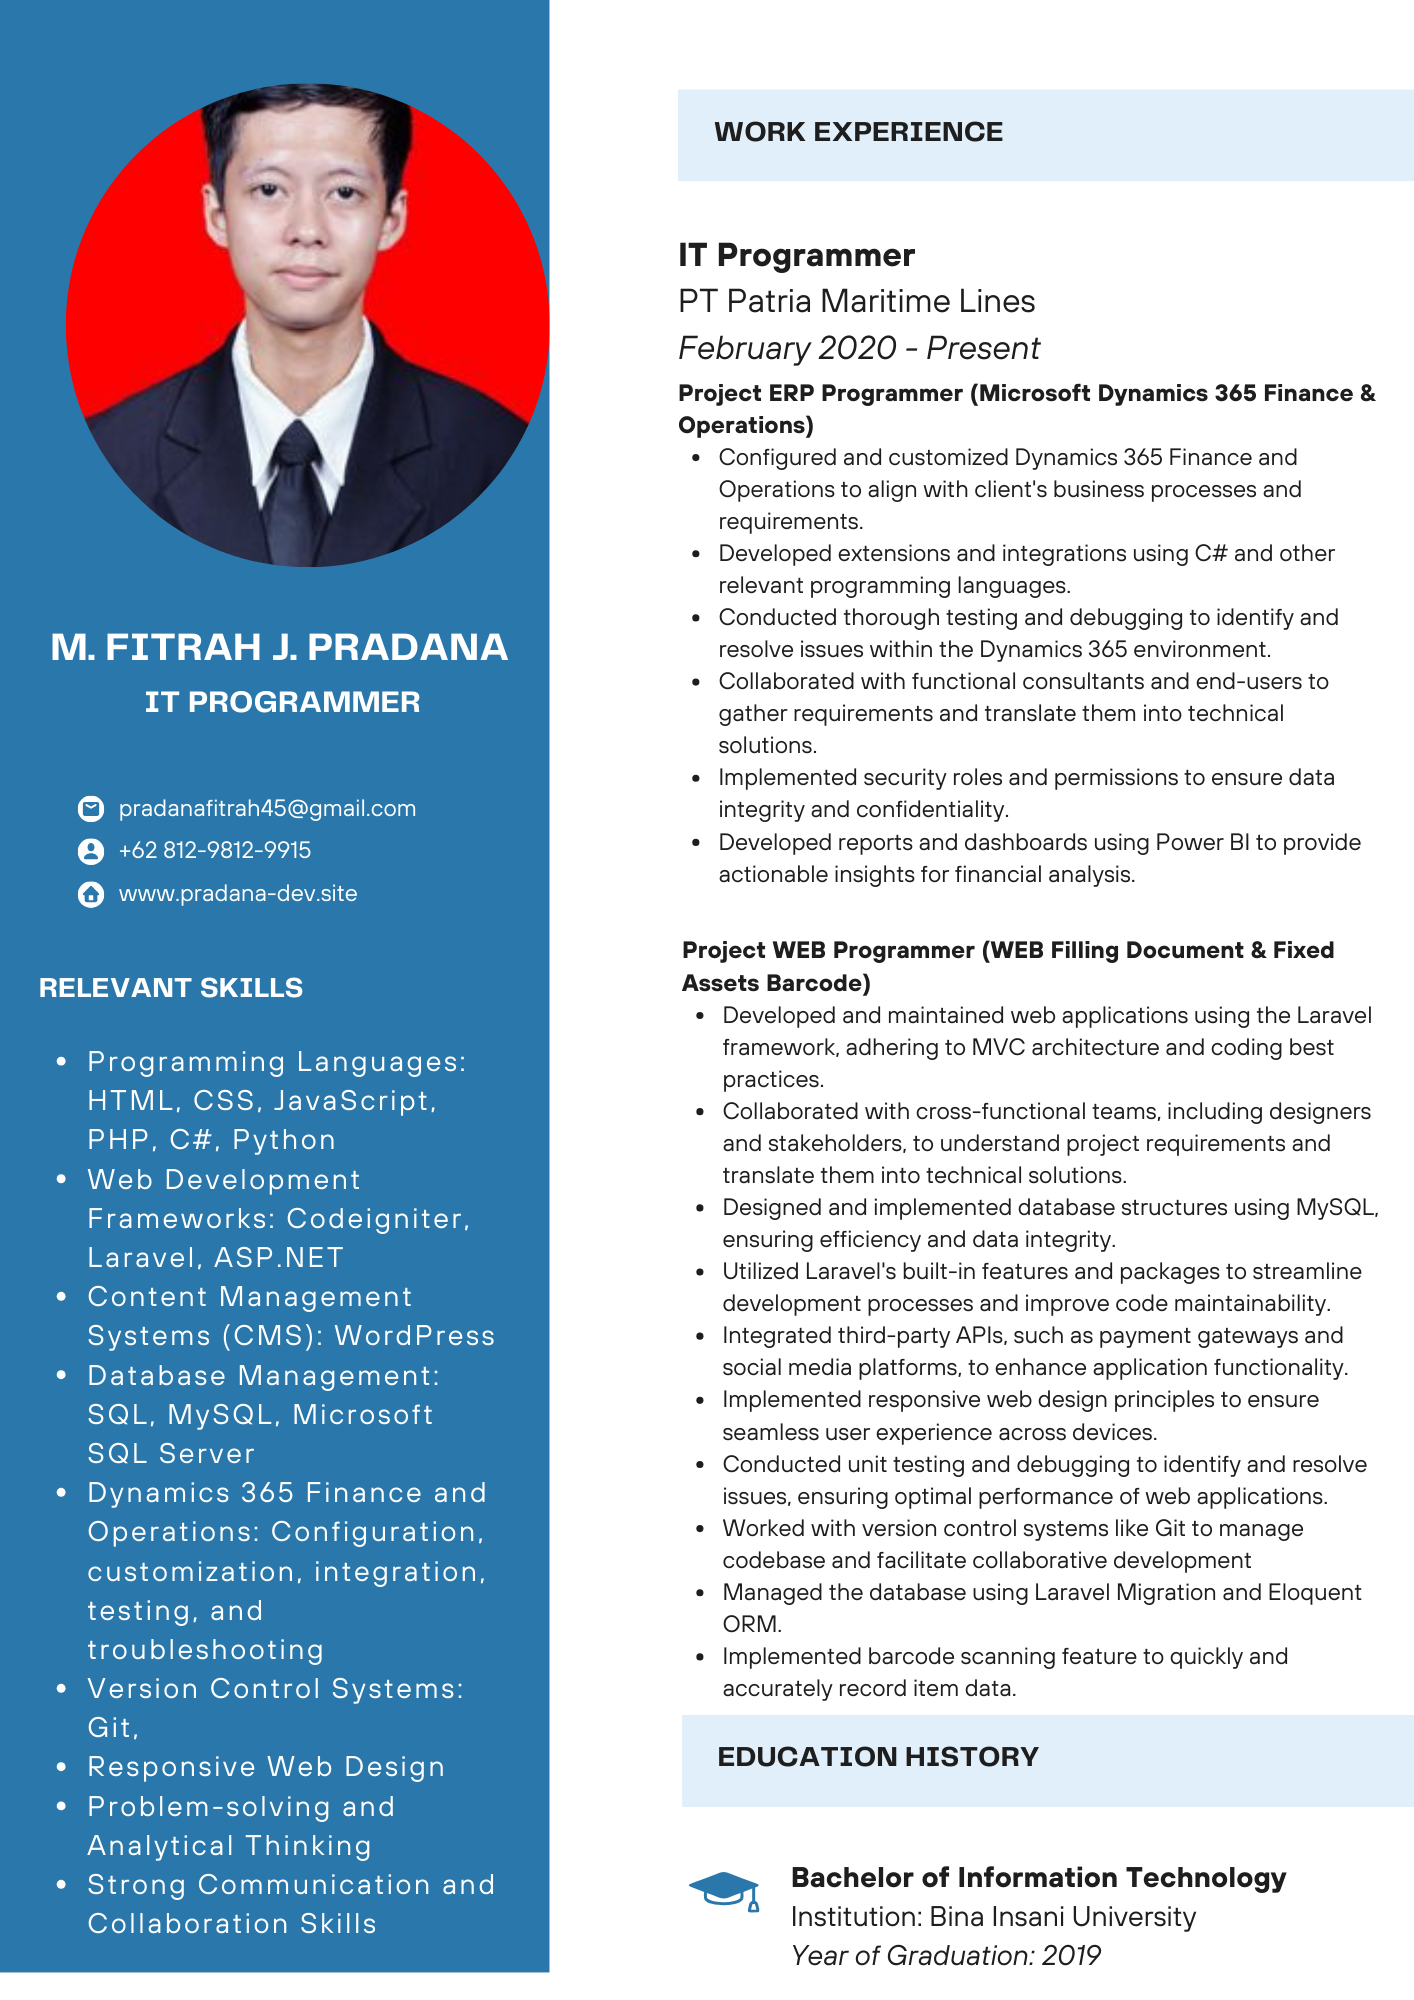 M. FITRAH J. PRADANA
IT PROGRAMMER
pradanafitrah45@gmail.com
+62 812-9812-9915
www.pradana-dev.site
RELEVANT SKILLS
• Programming Languages:
HTML, CSS, JavaScript,
PHP, C#, Python
• Web Development
Frameworks: Codeigniter,
Laravel, ASP.NET
• Content Management
Systems (CMS): WordPress
• Database Management:
SQL, MySQL, Microsoft
SQL Server
• Dynamics 365 Finance and
Operations: Configuration,
customization, integration,
testing, and
troubleshooting
• Version Control Systems:
Git,
• Responsive Web Design
• Problem-solving and
Analytical Thinking
• Strong Communication and
Collaboration Skills
WORK EXPERIENCE
IT Programmer
PT Patria Maritime Lines
February 2020 - Present
Project ERP Programmer (Microsoft Dynamics 365 Finance &
Operations)
• Configured and customized Dynamics 365 Finance and
Operations to align with client's business processes and
requirements.
• Developed extensions and integrations using C# and other
relevant programming languages.
• Conducted thorough testing and debugging to identify and
resolve issues within the Dynamics 365 environment.
• Collaborated with functional consultants and end-users to
gather requirements and translate them into technical
solutions.
• Implemented security roles and permissions to ensure data
integrity and confidentiality.
• Developed reports and dashboards using Power BI to provide
actionable insights for financial analysis.
Project WEB Programmer (WEB Filling Document & Fixed
Assets Barcode)
• Developed and maintained web applications using the Laravel
framework, adhering to MVC architecture and coding best
practices.
• Collaborated with cross-functional teams, including designers
and stakeholders, to understand project requirements and
translate them into technical solutions.
• Designed and implemented database structures using MySQL,
ensuring efficiency and data integrity.
• Utilized Laravel's built-in features and packages to streamline
development processes and improve code maintainability.
• Integrated third-party APIs, such as payment gateways and
social media platforms, to enhance application functionality.
• Implemented responsive web design principles to ensure
seamless user experience across devices.
• Conducted unit testing and debugging to identify and resolve
issues, ensuring optimal performance of web applications.
• Worked with version control systems like Git to manage
codebase and facilitate collaborative development
• Managed the database using Laravel Migration and Eloquent
ORM.
• Implemented barcode scanning feature to quickly and
accurately record item data.
EDUCATION HISTORY
Bachelor of Information Technology
Institution: Bina Insani University
Year of Graduation: 2019